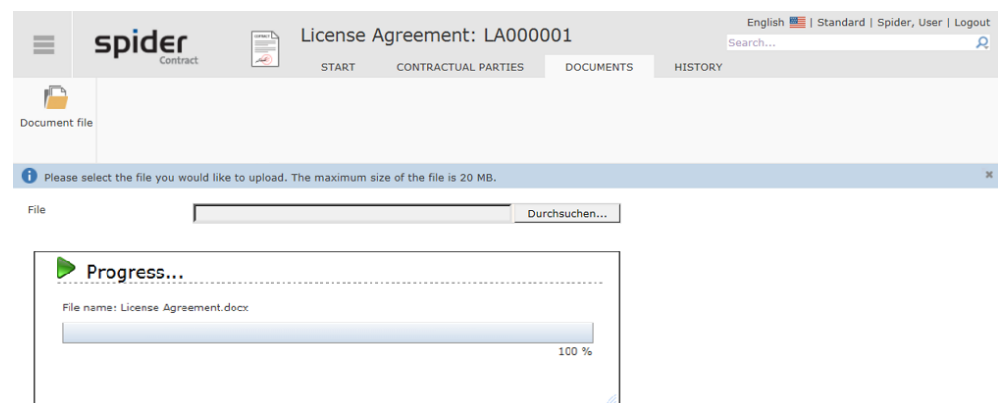 English | Standard | Spider, User | Logout
spider
Contract
License Agreement: LA000001
Search...
START CONTRACTUAL PARTIES DOCUMENTS HISTORY
Document file
Please select the file you would like to upload. The maximum size of the file is 20 MB.
File
Durchsuchen...
Progress...
File name: License Agreement.docx
100 %